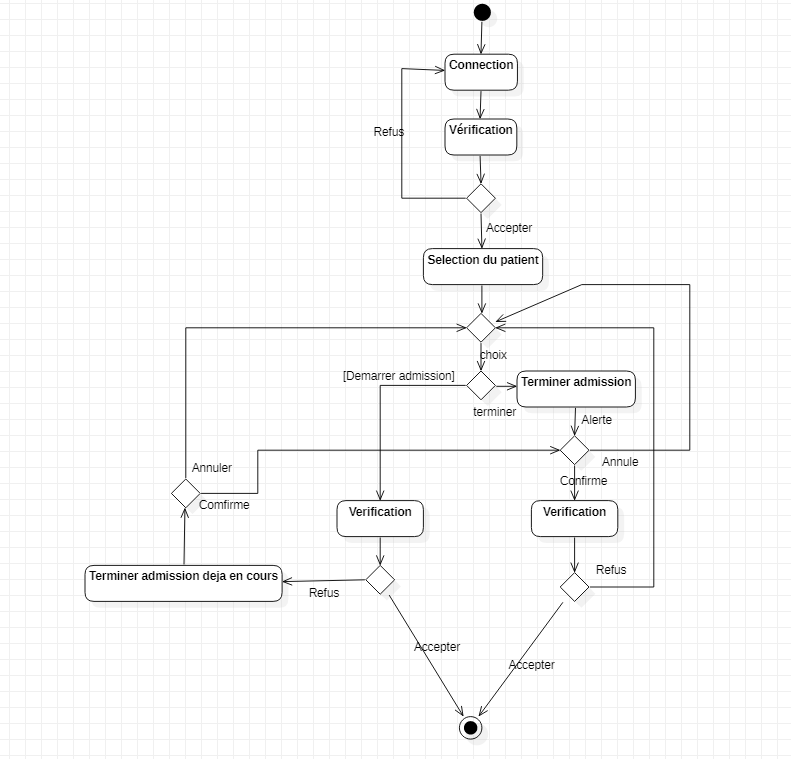 Connection
Refus
Vérification
Accepter
Selection du patient
choix
[Demarrer admission]
Terminer admission
terminer
Alerte
Annule
Annuler
Confirme
Comfirme
Verification
Verification
Refus
Terminer admission deja en cours
Refus
Accepter
Accepter